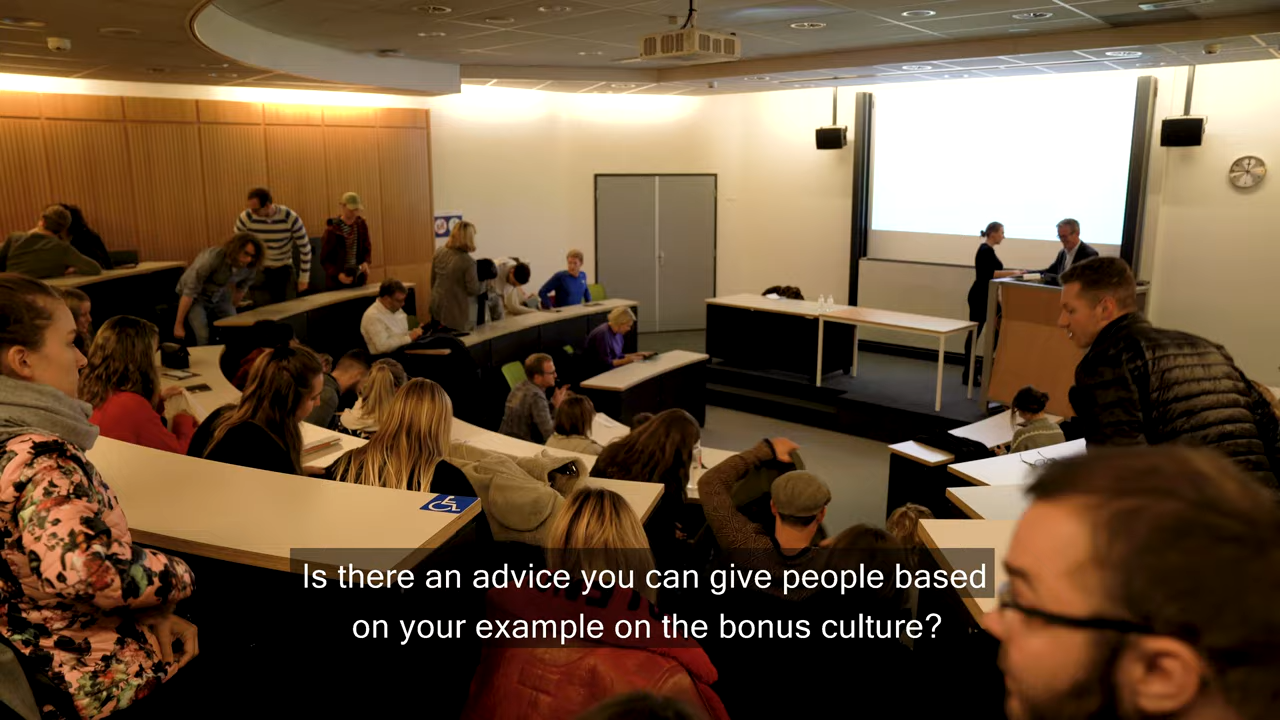 Is there an advice you can give people based
on your example on the bonus culture?